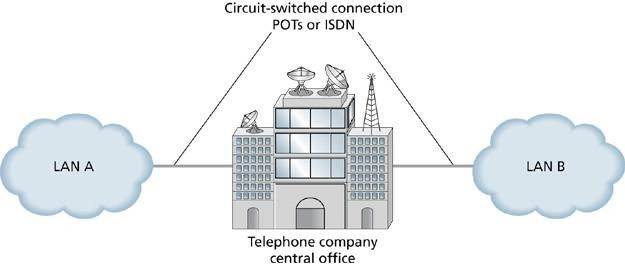 Circuit-switched connection
POTs or ISDN
LAN A
LAN B
Telephone company
central office